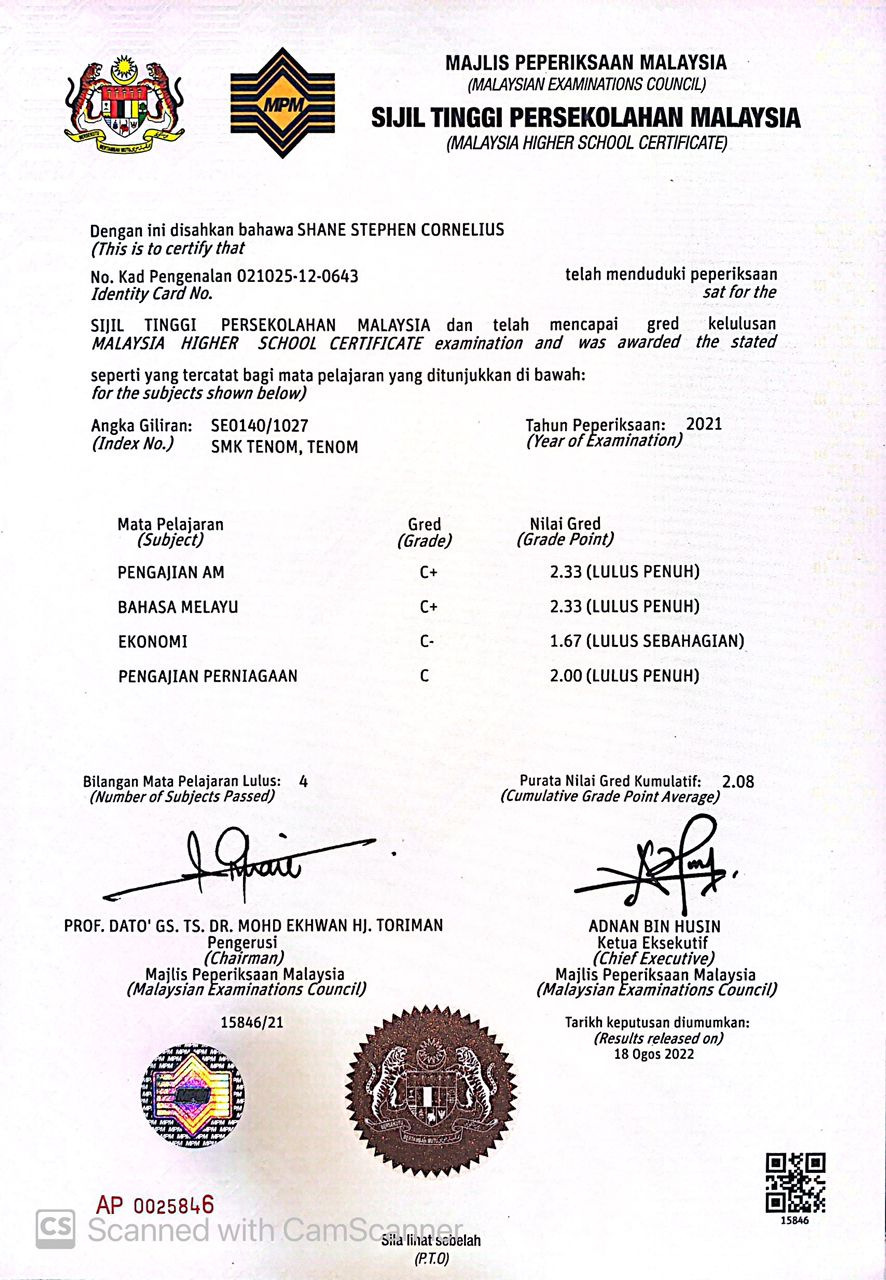 MAJLIS PEPERIKSAAN MALAYSIA
(MALAYSIAN EXAMINATIONS COUNCIL)
SIJIL TINGGI PERSEKOLAHAN MALAYSIA
(MALAYSIA HIGHER SCHOOL CERTIFICATE)
MPM
Dengan ini disahkan bahawa SHANE STEPHEN CORNELIUS
(This is to certify that
No. Kad Pengenalan 021025-12-0643 telah menduduki peperiksaan
Identity Card No. sat for the
SIJIL TINGGI PERSEKOLAHAN MALAYSIA dan telah mencapai gred kelulusan
MALAYSIA HIGHER SCHOOL CERTIFICATE examination and was awarded the stated
seperti yang tercatat bagi mata pelajaran yang ditunjukkan di bawah:
for the subjects shown below)
Angka Giliran: SE0140/1027 Tahun Peperiksaan: 2021
(Index No.) SMK TENOM, TENOM (Year of Examination)
Mata Pelajaran Gred Nilai Gred
(Subject) (Grade) (Grade Point)
PENGAJIAN AM C+ 2.33 (LULUS PENUH)
BAHASA MELAYU C+ 2.33 (LULUS PENUH)
EKONOMI C- 1.67 (LULUS SEBAHAGIAN)
PENGAJIAN PERNIAGAAN C 2.00 (LULUS PENUH)
Bilangan Mata Pelajaran Lulus: 4 Purata Nilai Gred Kumulatif: 2.08
(Number of Subjects Passed) (Cumulative Grade Point Average)
PROF. DATO' GS. TS. DR. MOHD EKHWAN HJ. TORIMAN ADNAN BIN HUSIN
Pengerusi Ketua Eksekutif
(Chairman) (Chief Executive)
Majlis Peperiksaan Malaysia Majlis Peperiksaan Malaysia
(Malaysian Examinations Council) (Malaysian Examinations Council)
15846/21 Tarikh keputusan diumumkan:
(Results released on)
18 Ogos 2022
MPM
AP 0025846
15846
CS Scanned with CamScanner
Sila lihat sebelah
(P.T.O)